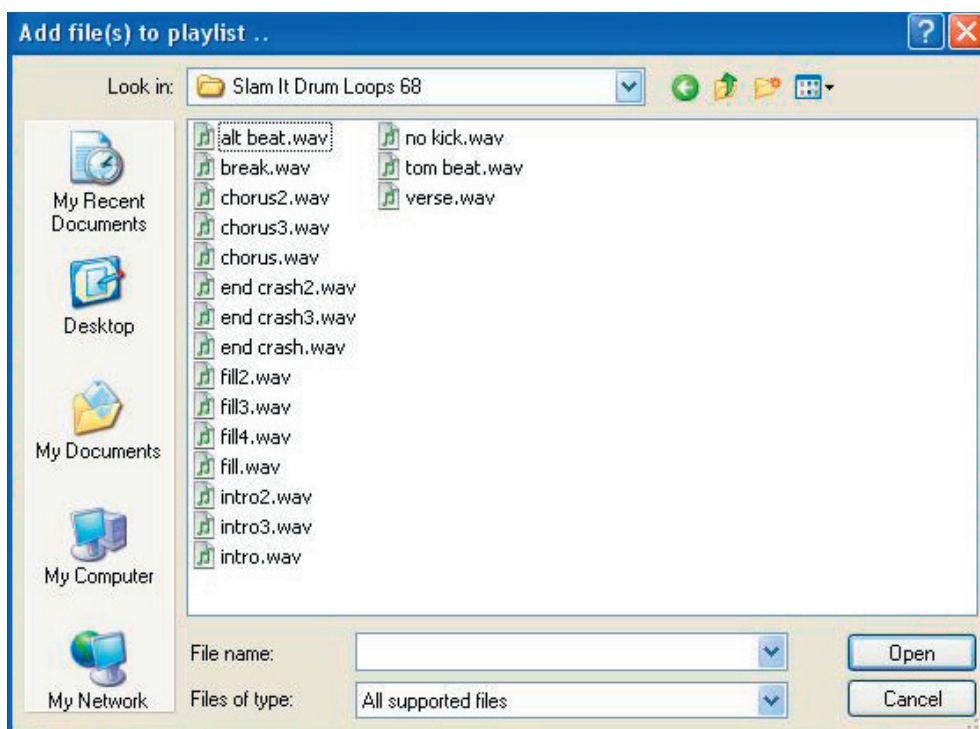 Add file(s) to playlist ..
Look in:
Slam It Drum Loops 68
My Recent
Documents
Desktop
My Documents
My Computer
My Network
alt beat.wav
break.wav
chorus2.wav
chorus3.wav
chorus.wav
end crash2.wav
end crash3.wav
end crash.wav
fill2.wav
fill3.wav
fill4.wav
fill.wav
intro2.wav
intro3.wav
intro.wav
no kick.wav
tom beat.wav
verse.wav
File name:
Open
Files of type:
All supported files
Cancel